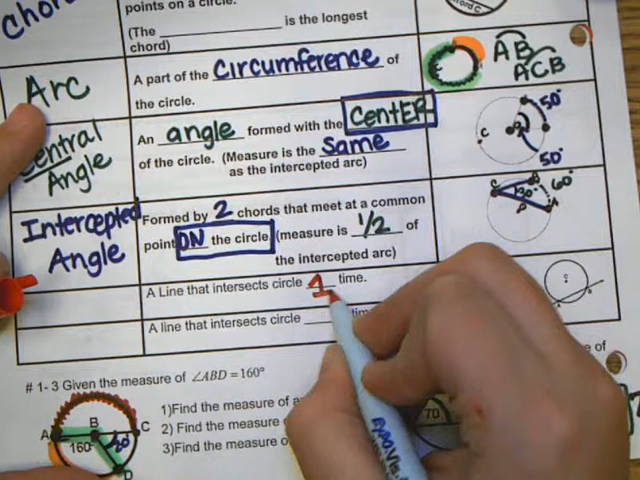 Chord
points on a circle.
(The ____________ is the longest
chord)
Chord C
Arc
A part of the Circumference of
the circle.
AB
ACB
Central
Angle
An angle formed with the CentER
of the circle. (Measure is the Same
as the intercepted arc)
C
50°
50°
Intercepted
Angle
Formed by 2 chords that meet at a common
point ON the circle (measure is 1/2 of
the intercepted arc)
60°
A Line that intersects circle 1 time.
A line that intersects circle ____
# 1- 3 Given the measure of ∠ABD = 160°
1)Find the measure of
2) Find the measure
3)Find the measure o
e of
A B C
160 20°
D
70